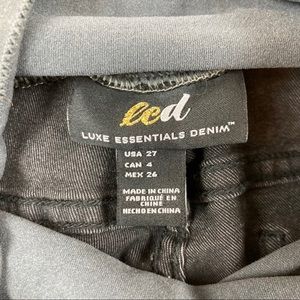 led
LUXE ESSENTIALS DENIM™
USA 27
CAN 4
MEX 26
MADE IN CHINA
FABRIQUÉ EN
CHINE
HECHO EN CHINA